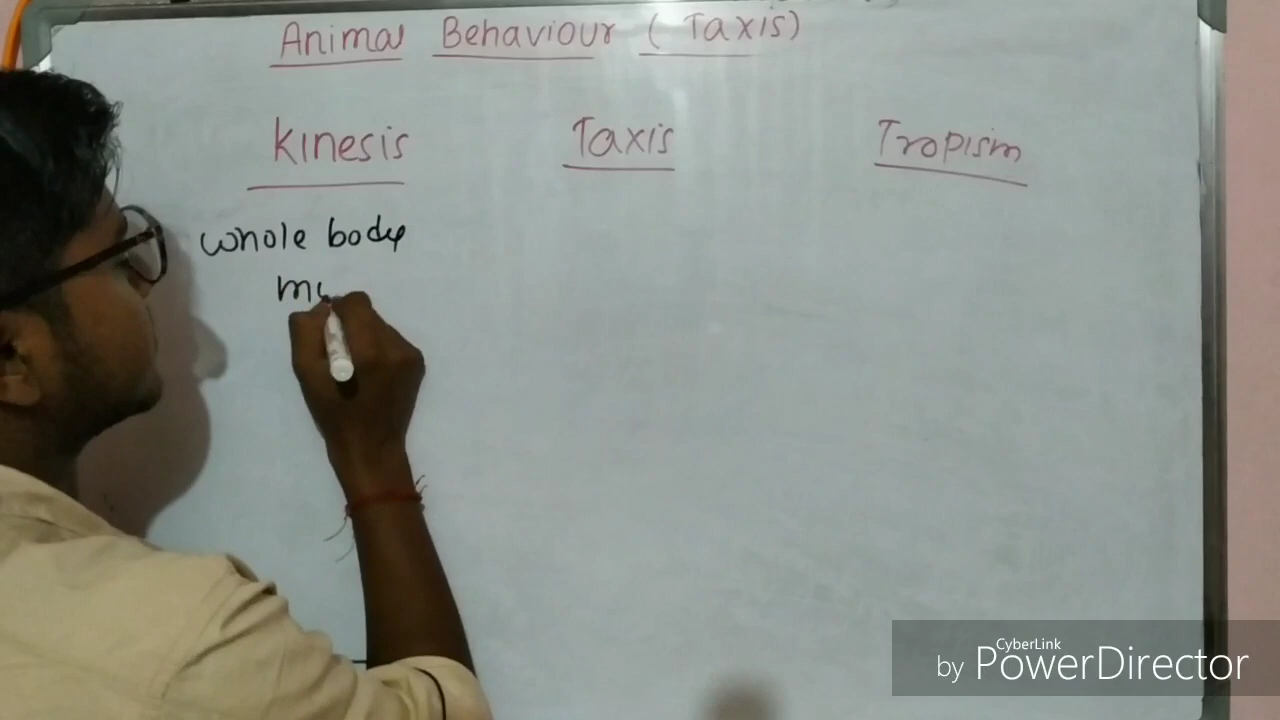 Animal Behaviour (Taxis)
Kinesis Taxis Tropism
whole body
CyberLink
by PowerDirector